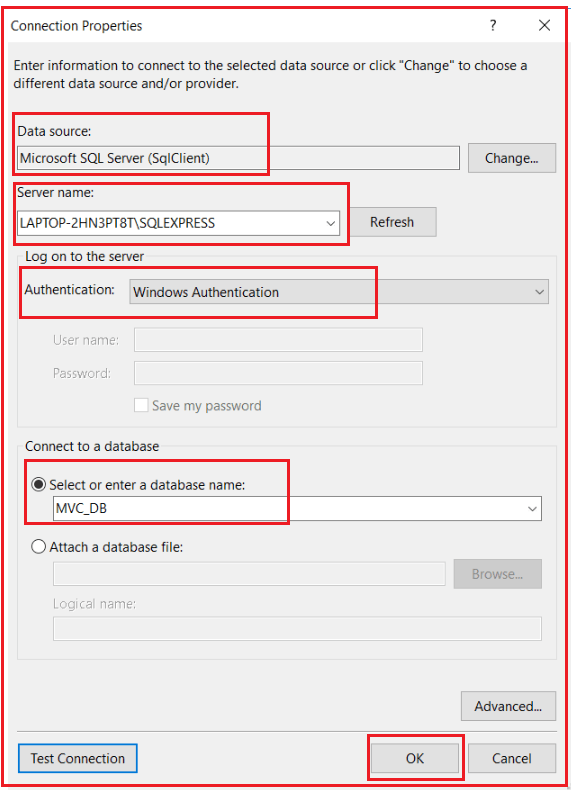 Connection Properties ? ×
Enter information to connect to the selected data source or click "Change" to choose a
different data source and/or provider.
Data source:
Microsoft SQL Server (SqlClient) Change...
Server name:
LAPTOP-2HN3PT8T\SQLEXPRESS Refresh
Log on to the server
Authentication: Windows Authentication
User name:
Password:
Save my password
Connect to a database
Select or enter a database name:
MVC_DB
Attach a database file:
Browse...
Logical name:
Advanced...
Test Connection OK Cancel